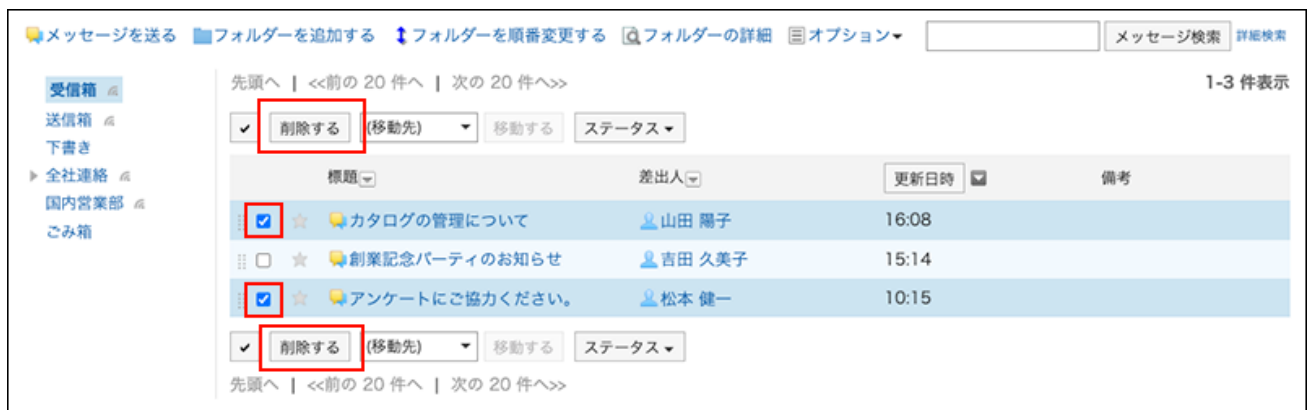 メッセージを送る フォルダーを追加する フォルダーを順番変更する フォルダーの詳細 オプション メッセージ検索 詳細検索
受信箱
送信箱
下書き
全社連絡
国内営業部
ごみ箱
先頭へ | <<前の 20 件へ | 次の 20 件へ>> 1-3 件表示
削除する (移動先) 移動する ステータス
標題 差出人 更新日時 備考
カタログの管理について 山田 陽子 16:08
創業記念パーティのお知らせ 吉田 久美子 15:14
アンケートにご協力ください。 松本 健一 10:15
削除する (移動先) 移動する ステータス
先頭へ | <<前の 20 件へ | 次の 20 件へ>>